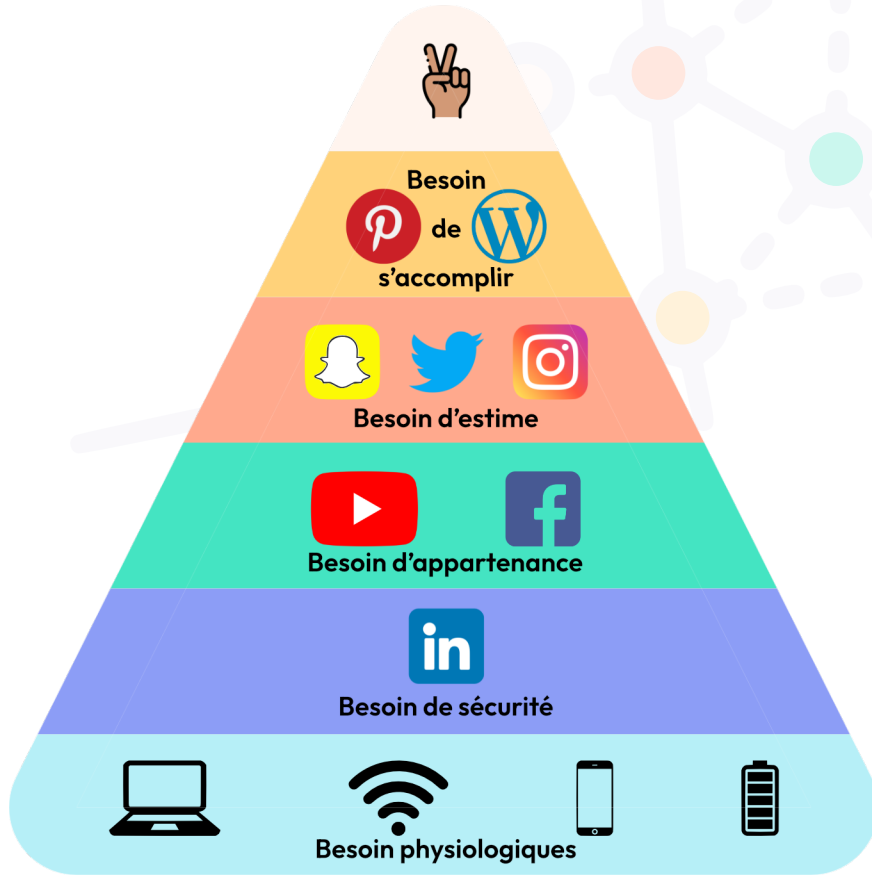 Besoin
de
s'accomplir
Besoin d'estime
Besoin d'appartenance
in
Besoin de sécurité
Besoin physiologiques